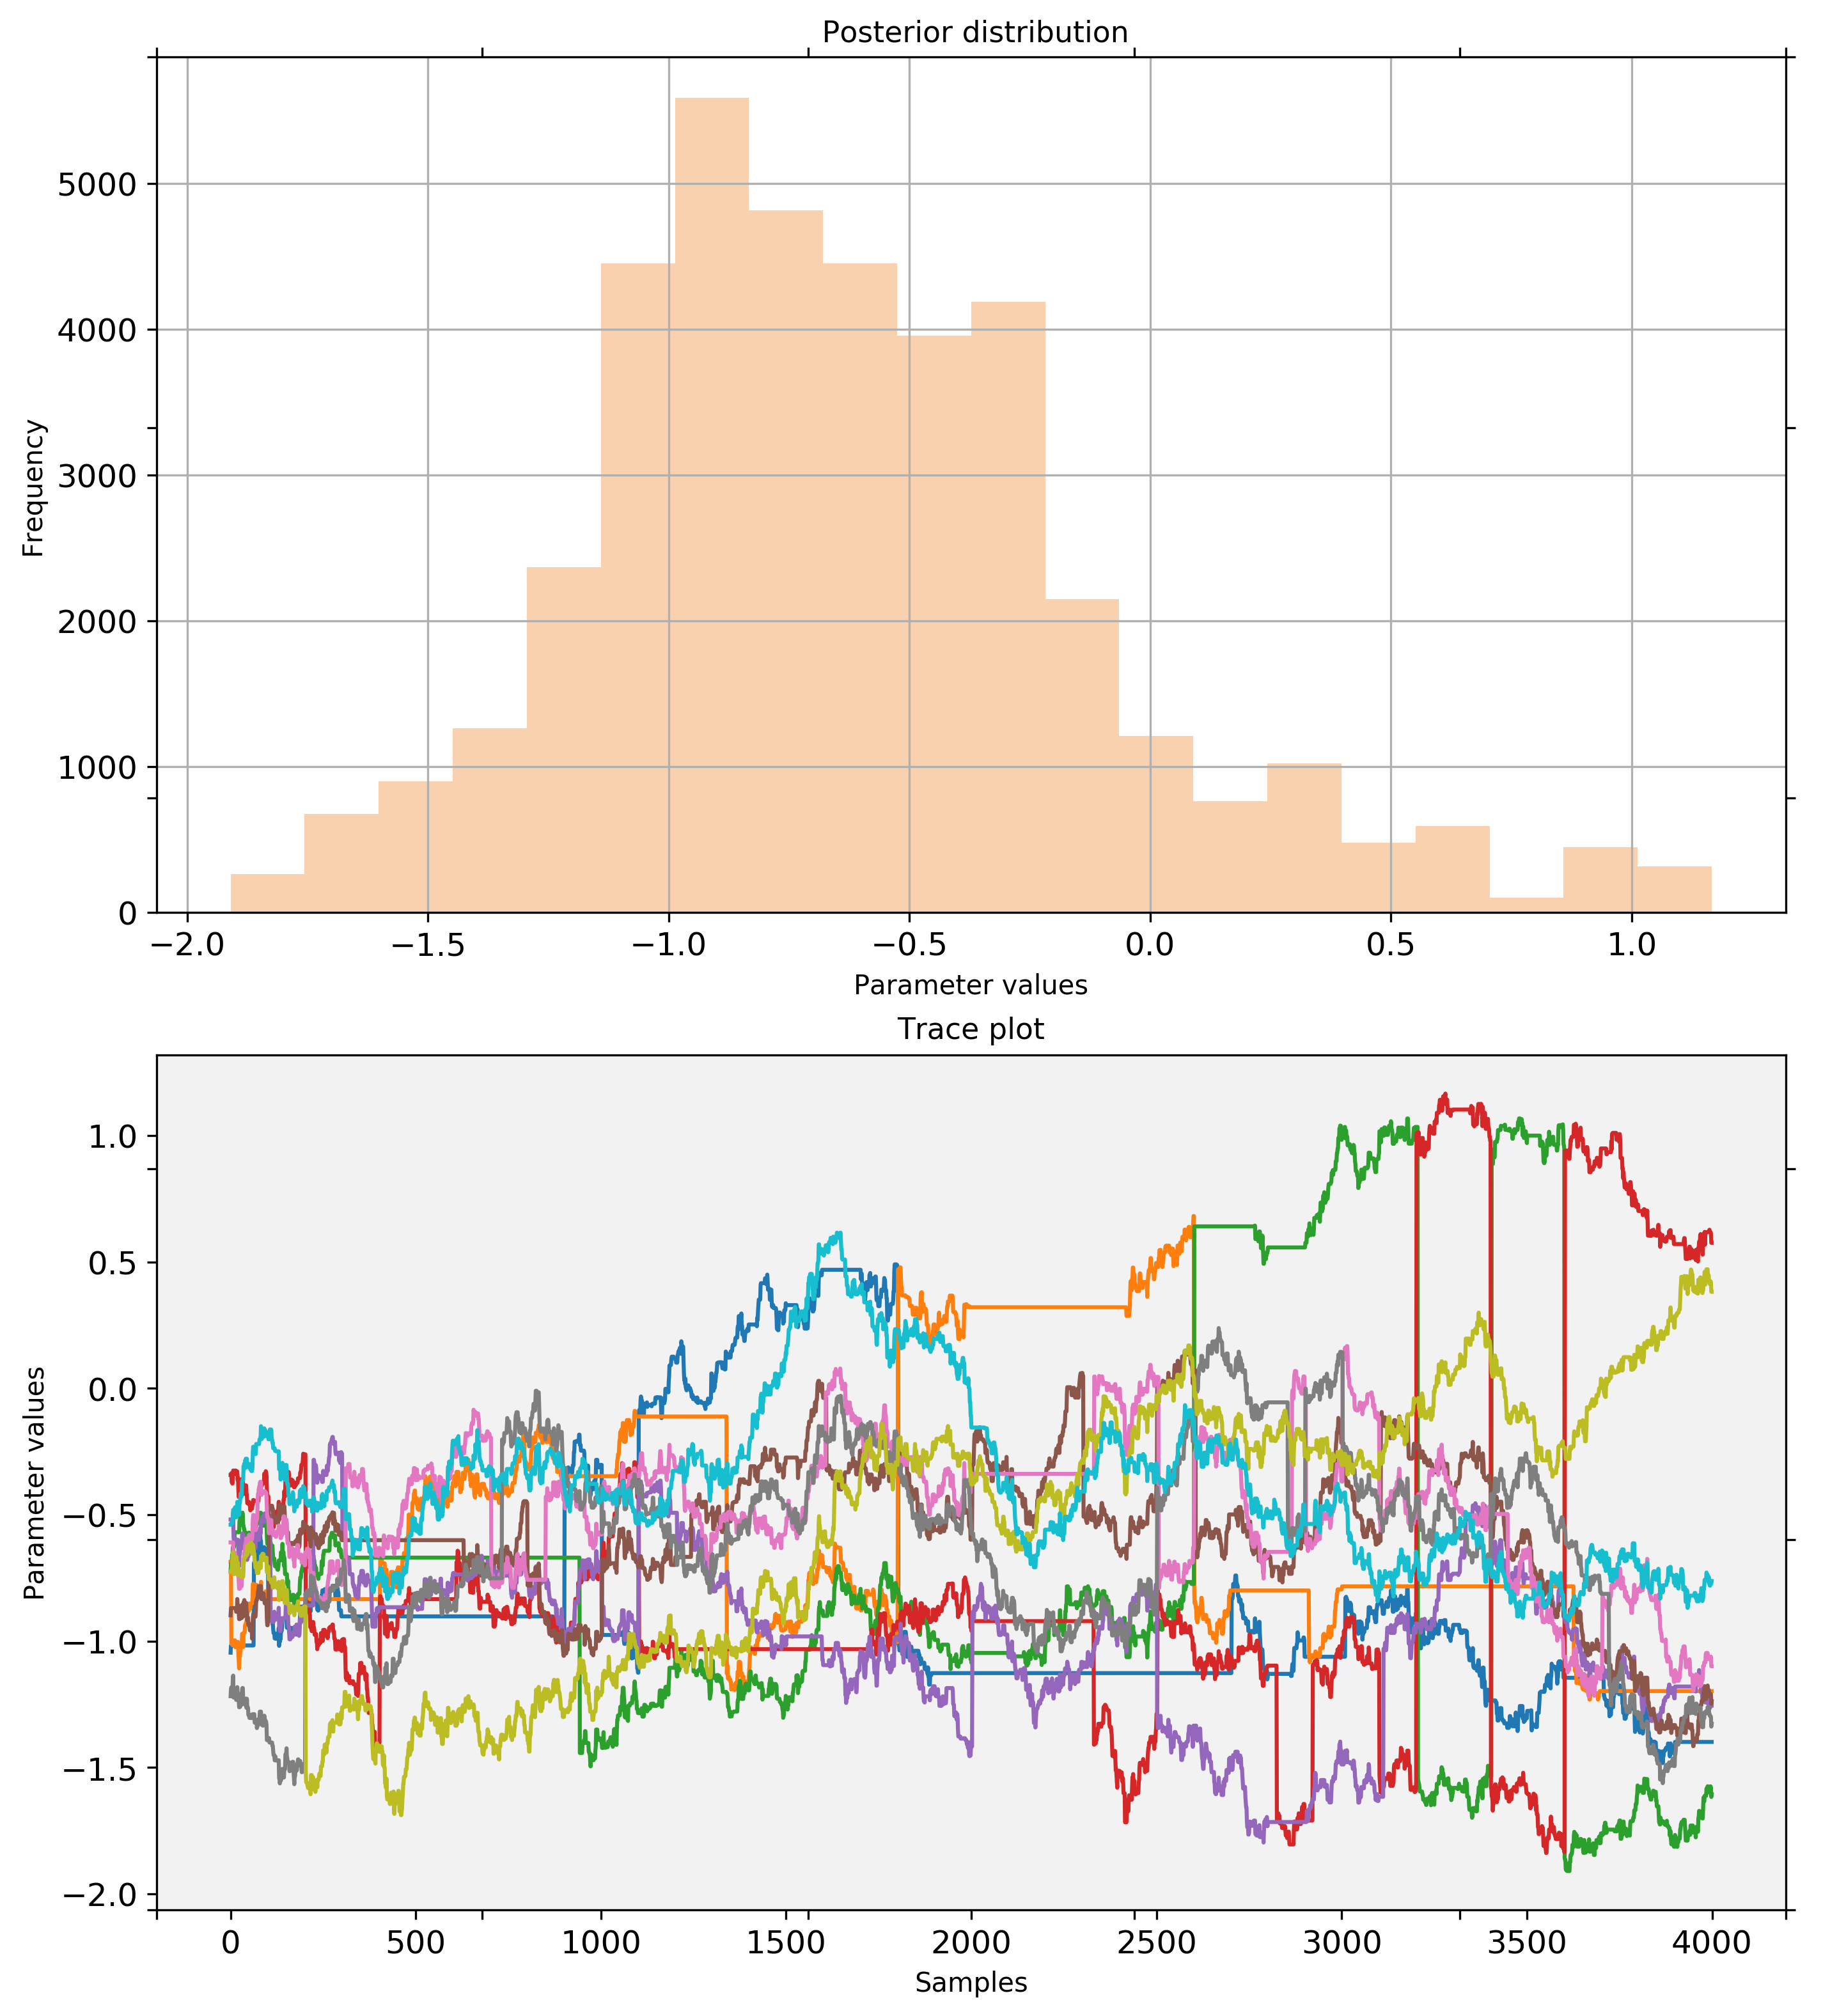 Posterior distribution
5000
4000
3000
2000
1000
0
Frequency
−2.0 −1.5 −1.0 −0.5 0.0 0.5 1.0
Parameter values
Trace plot
1.0
0.5
0.0
−0.5
−1.0
−1.5
−2.0
Parameter values
0 500 1000 1500 2000 2500 3000 3500 4000
Samples